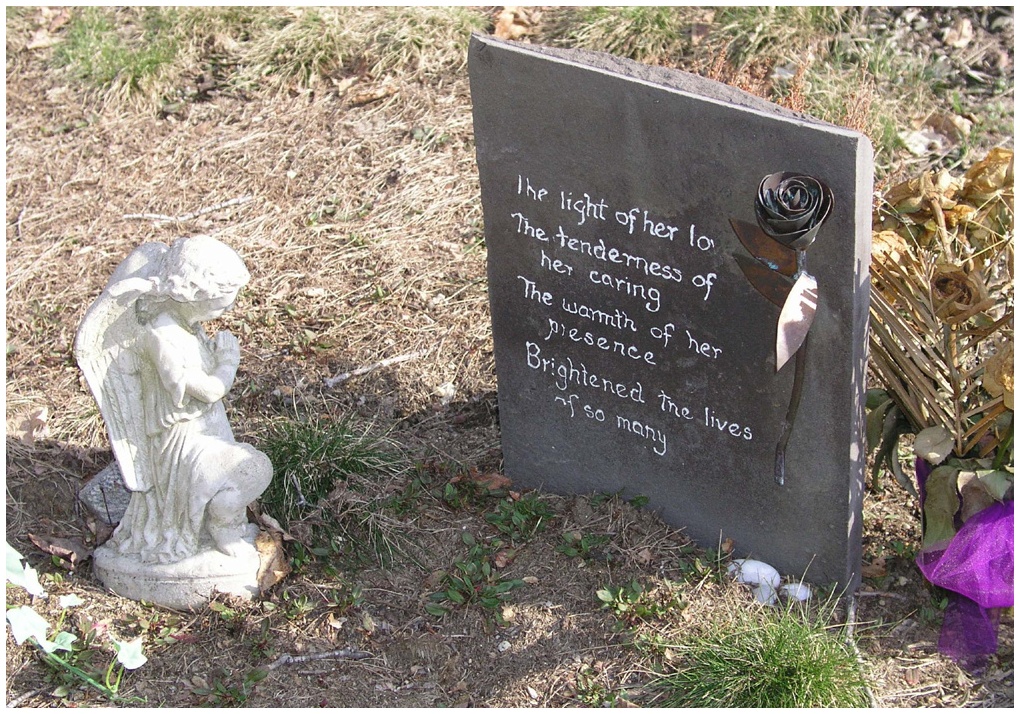 The light of her lo
The tenderness of
her caring
The warmth of her
presence
Brightened the lives
of so many